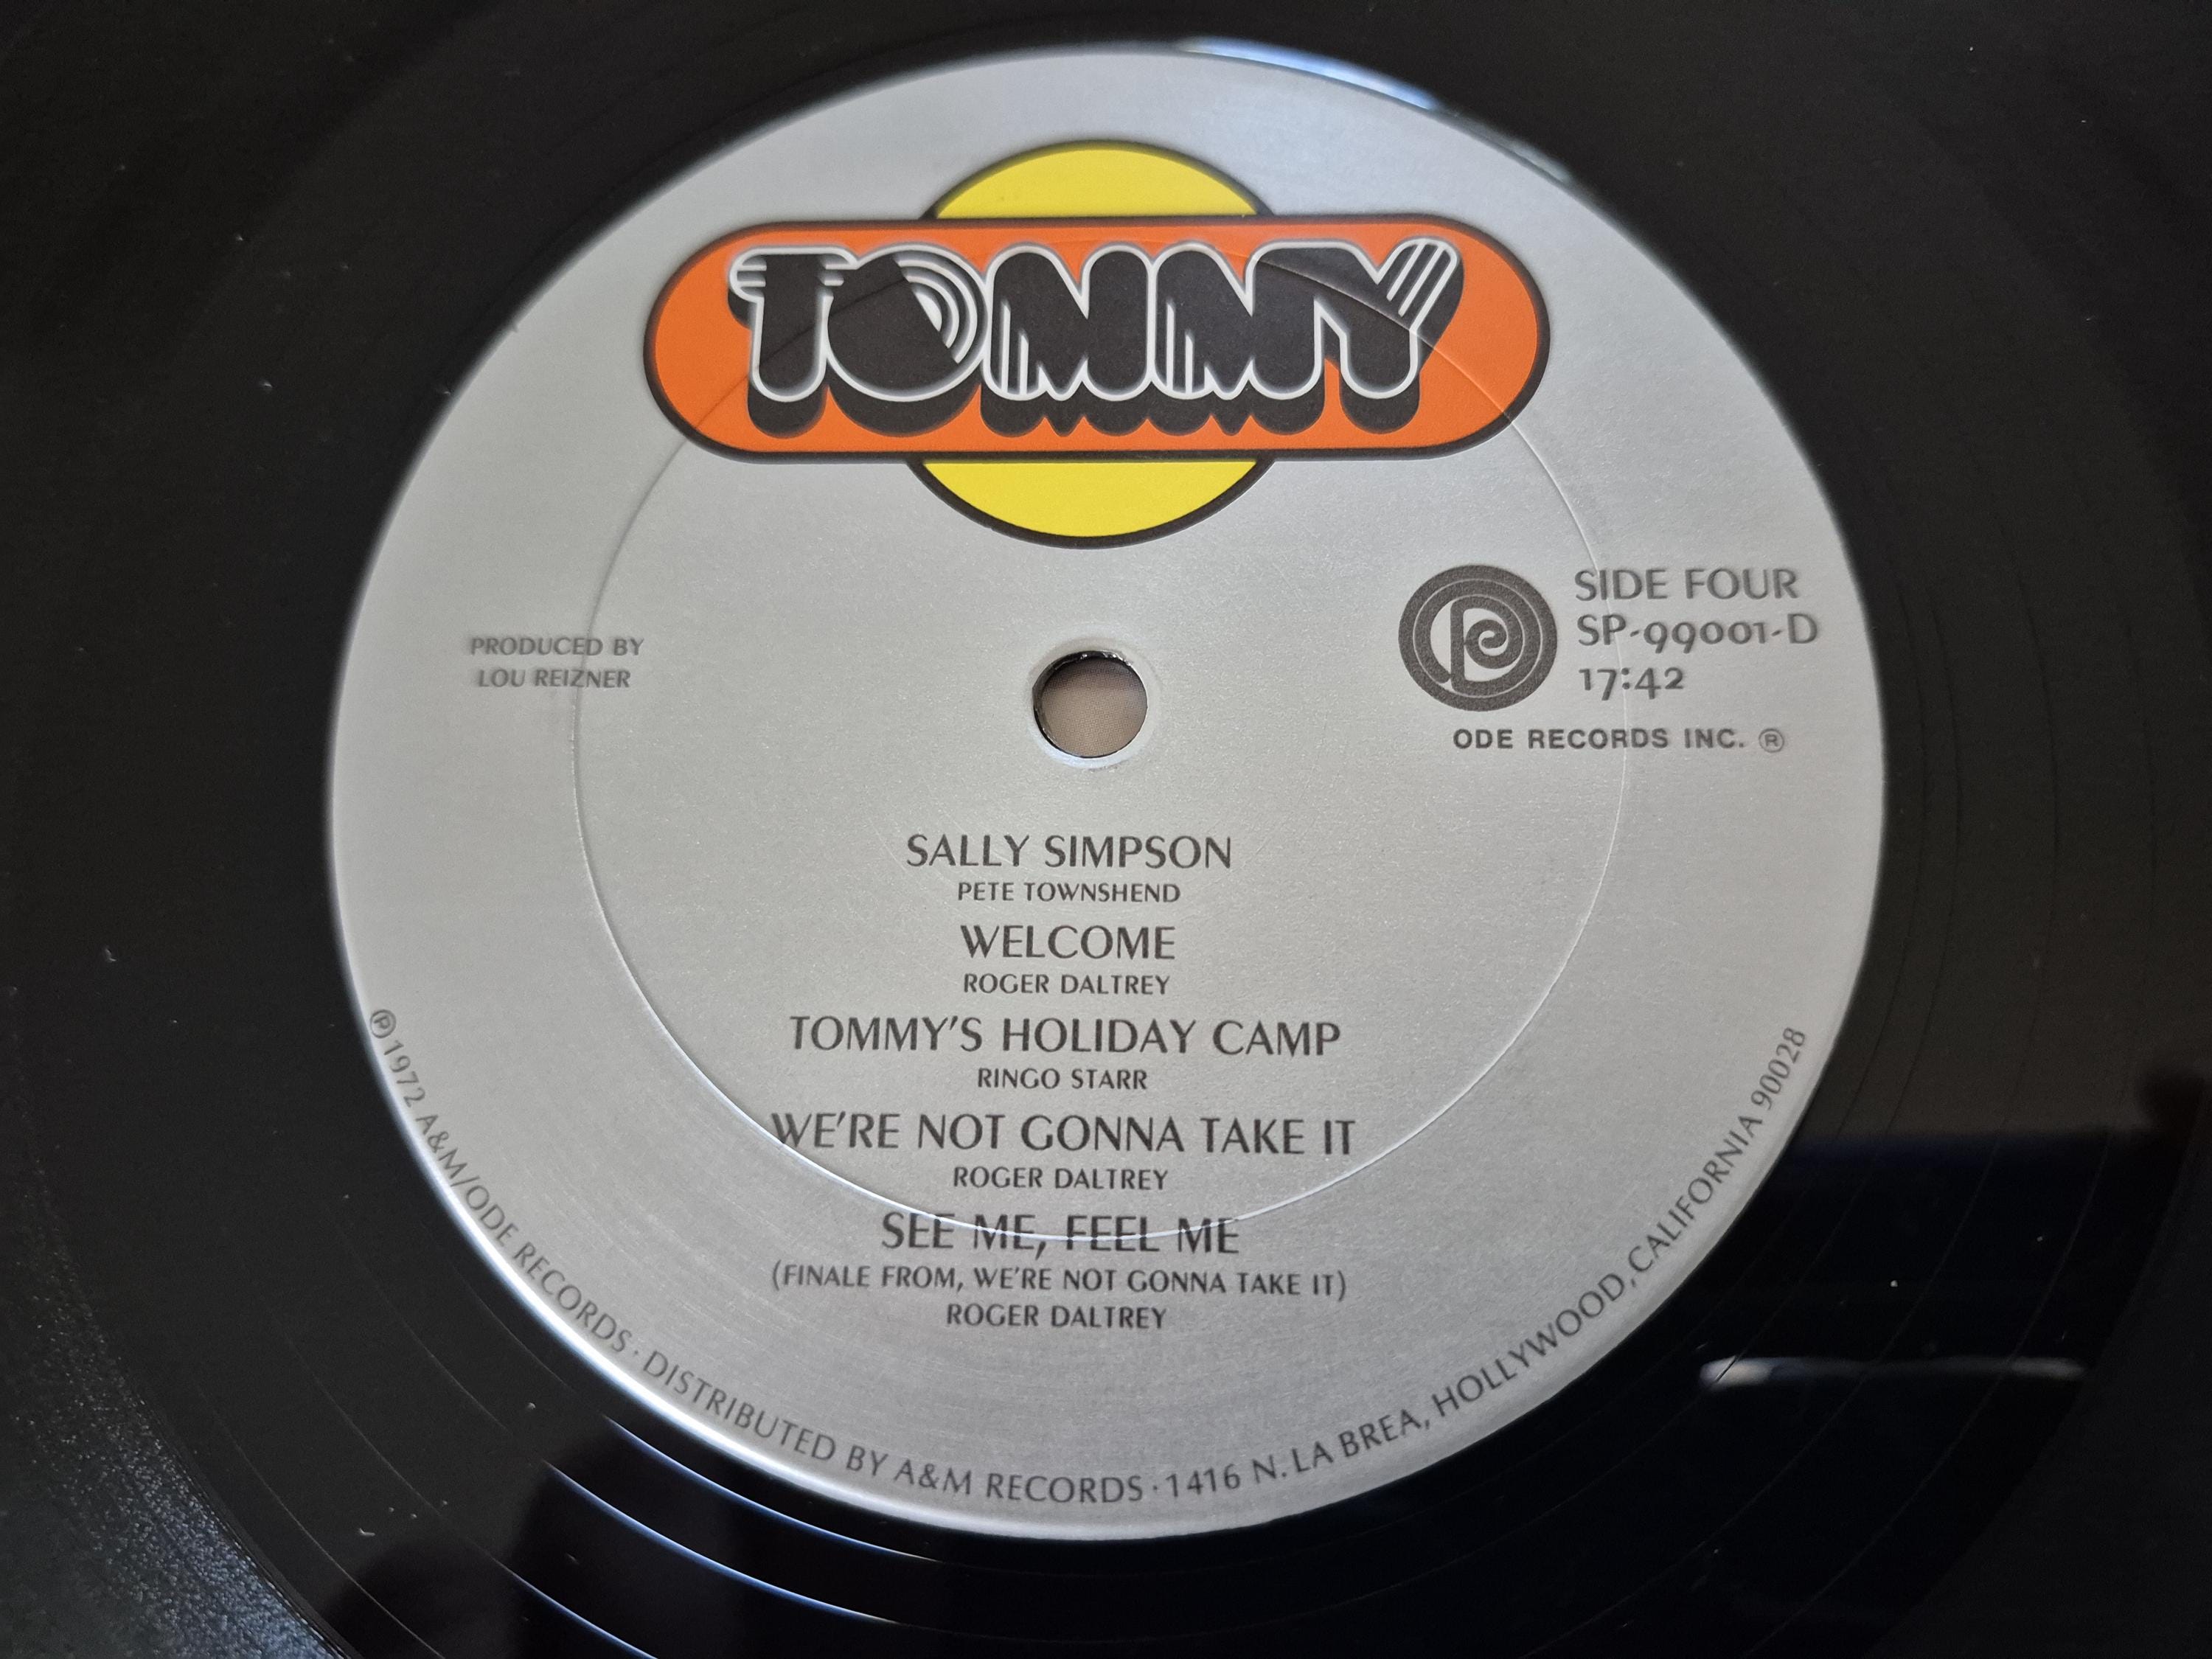 TOMMY
PRODUCED BY
LOU REIZNER
SIDE FOUR
SP-99001-D
17:42
ODE RECORDS INC. ®
SALLY SIMPSON
PETE TOWNSHEND
WELCOME
ROGER DALTREY
TOMMY'S HOLIDAY CAMP
RINGO STARR
WE'RE NOT GONNA TAKE IT
ROGER DALTREY
SEE ME, FEEL ME
(FINALE FROM, WE'RE NOT GONNA TAKE IT)
ROGER DALTREY
℗1972 A&M/ODE RECORDS · DISTRIBUTED BY A&M RECORDS · 1416 N. LA BREA, HOLLYWOOD, CALIFORNIA 90028